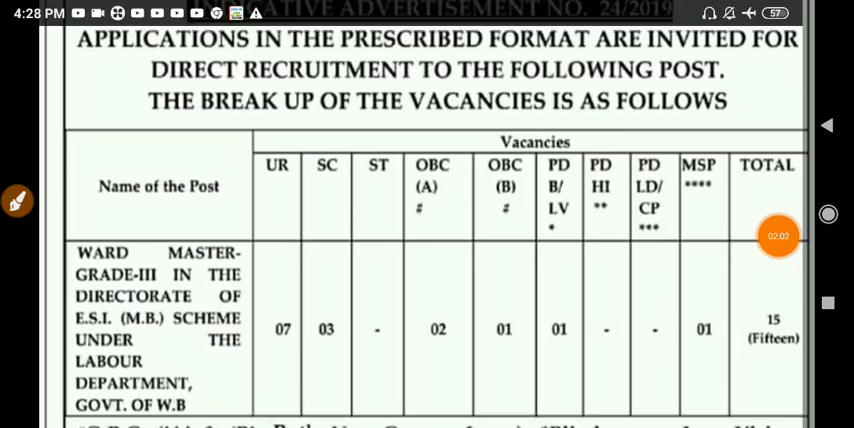 4:28 PM
57
ATIVE ADVERTISEMENT NO. 24/2019
APPLICATIONS IN THE PRESCRIBED FORMAT ARE INVITED FOR
DIRECT RECRUITMENT TO THE FOLLOWING POST.
THE BREAK UP OF THE VACANCIES IS AS FOLLOWS
Name of the Post
Vacancies
UR SC ST OBC OBC PD PD PD MSP TOTAL
(A) (B) B/ HI LD/ ****
# # LV ** CP
* ***
WARD MASTER-
GRADE-III IN THE
DIRECTORATE OF
E.S.I. (M.B.) SCHEME
UNDER THE
LABOUR
DEPARTMENT,
GOVT. OF W.B
07 03 - 02 01 01 - - 01 15
(Fifteen)
02:02